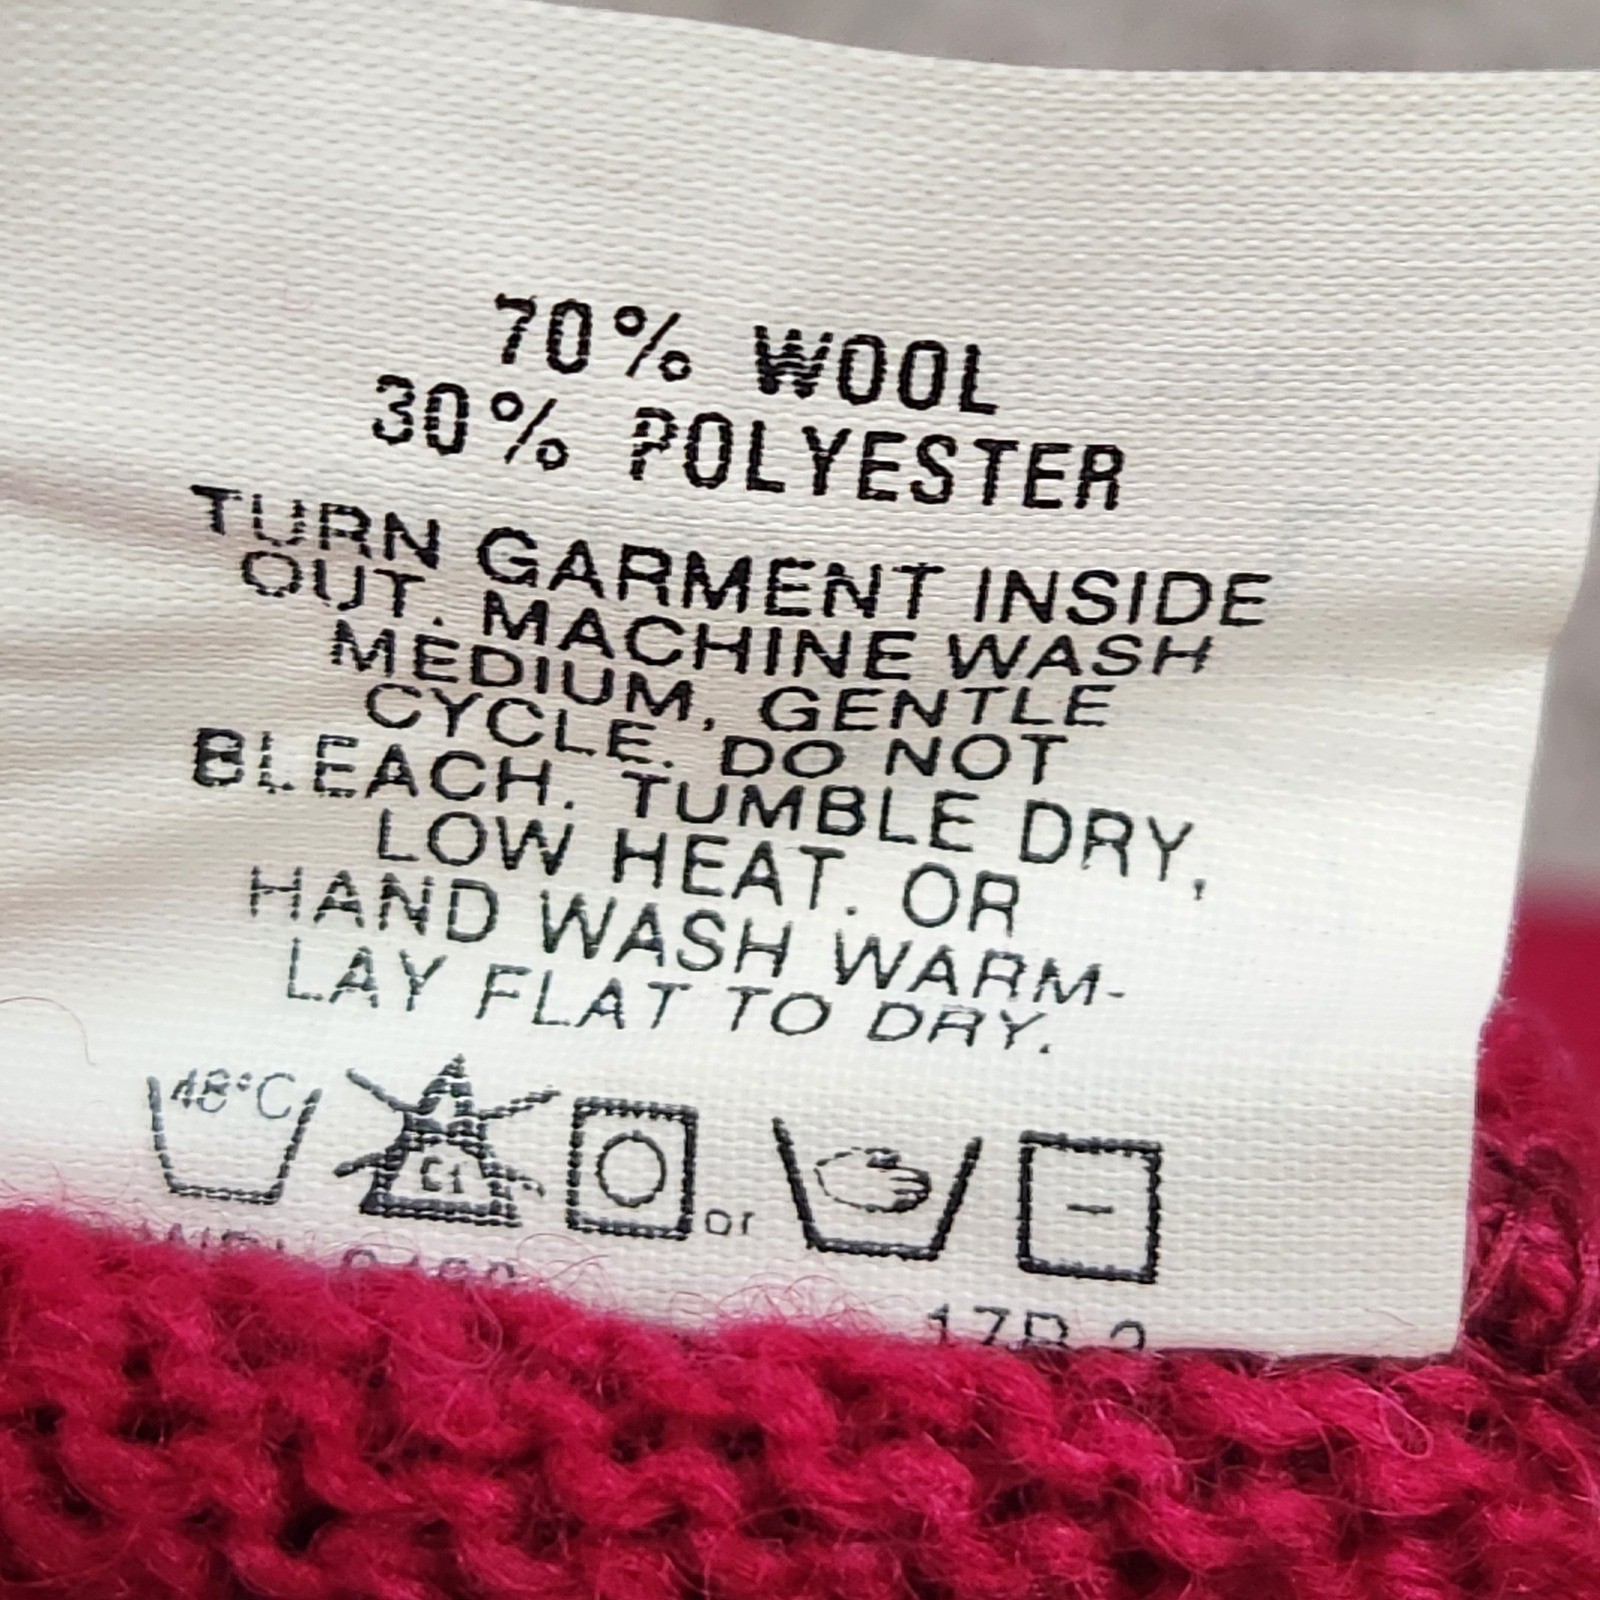 70% WOOL
30% POLYESTER
TURN GARMENT INSIDE
OUT. MACHINE WASH
MEDIUM, GENTLE
CYCLE. DO NOT
BLEACH. TUMBLE DRY,
LOW HEAT. OR
HAND WASH WARM-
LAY FLAT TO DRY.
48°C
Cl
or